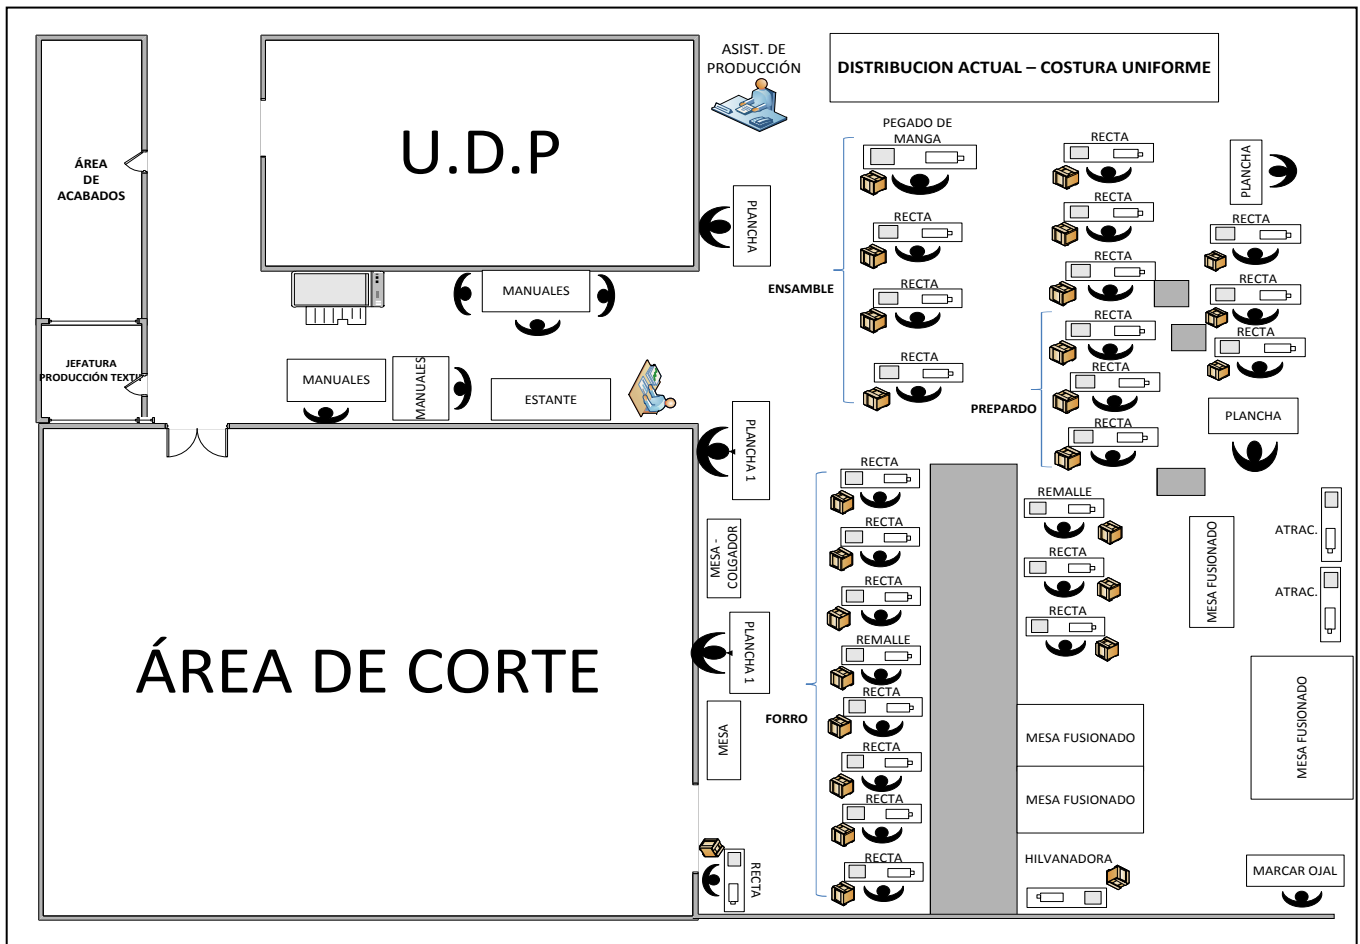 ASIST. DE
PRODUCCIÓN
DISTRIBUCION ACTUAL – COSTURA UNIFORME
U.D.P
ÁREA
DE
ACABADOS
JEFATURA
PRODUCCIÓN TEXTIL
PLANCHA
MANUALES
MANUALES
MANUALES
ESTANTE
ÁREA DE CORTE
PLANCHA 1
MESA -
COLGADOR
PLANCHA 1
MESA
RECTA
ENSAMBLE
PEGADO DE
MANGA
RECTA
RECTA
RECTA
FORRO
RECTA
RECTA
RECTA
REMALLE
RECTA
RECTA
RECTA
RECTA
RECTA
RECTA
RECTA
PREPARDO
RECTA
RECTA
RECTA
REMALLE
RECTA
RECTA
MESA FUSIONADO
MESA FUSIONADO
HILVANADORA
PLANCHA
RECTA
RECTA
RECTA
PLANCHA
MESA FUSIONADO
ATRAC.
ATRAC.
MESA FUSIONADO
MARCAR OJAL